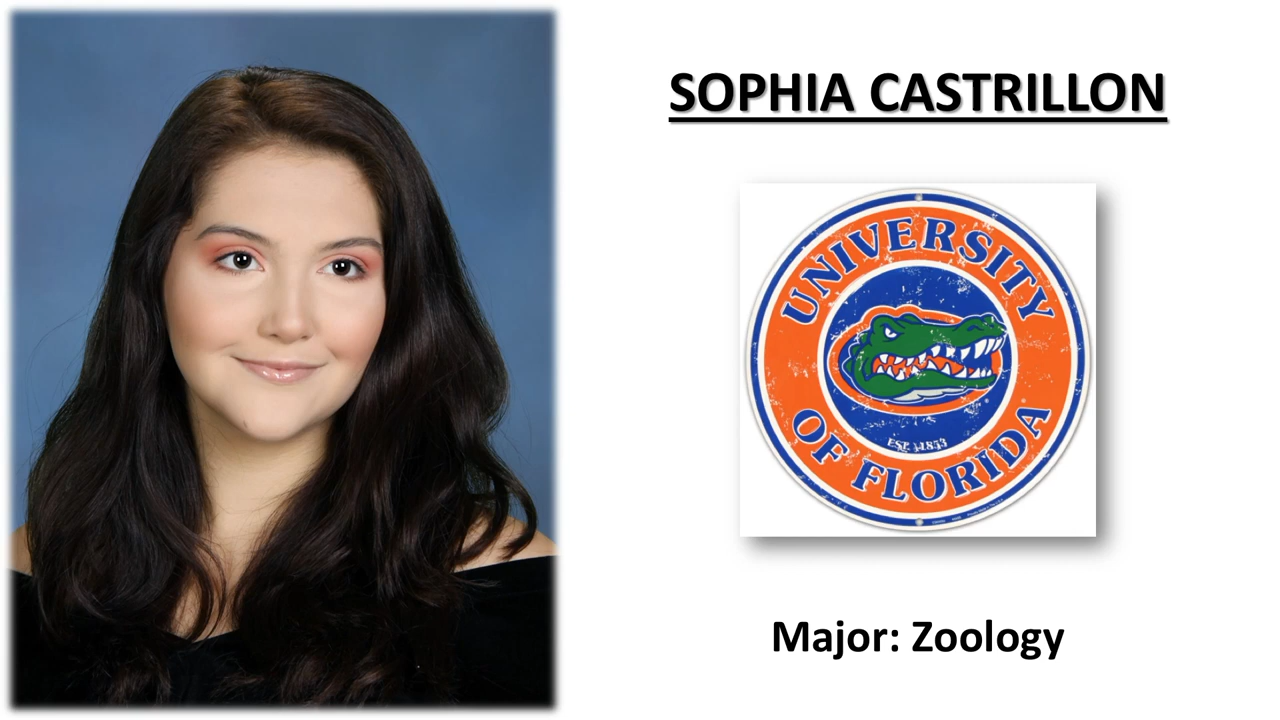 SOPHIA CASTRILLON
UNIVERSITY
EST. 1853
OF FLORIDA
Major: Zoology